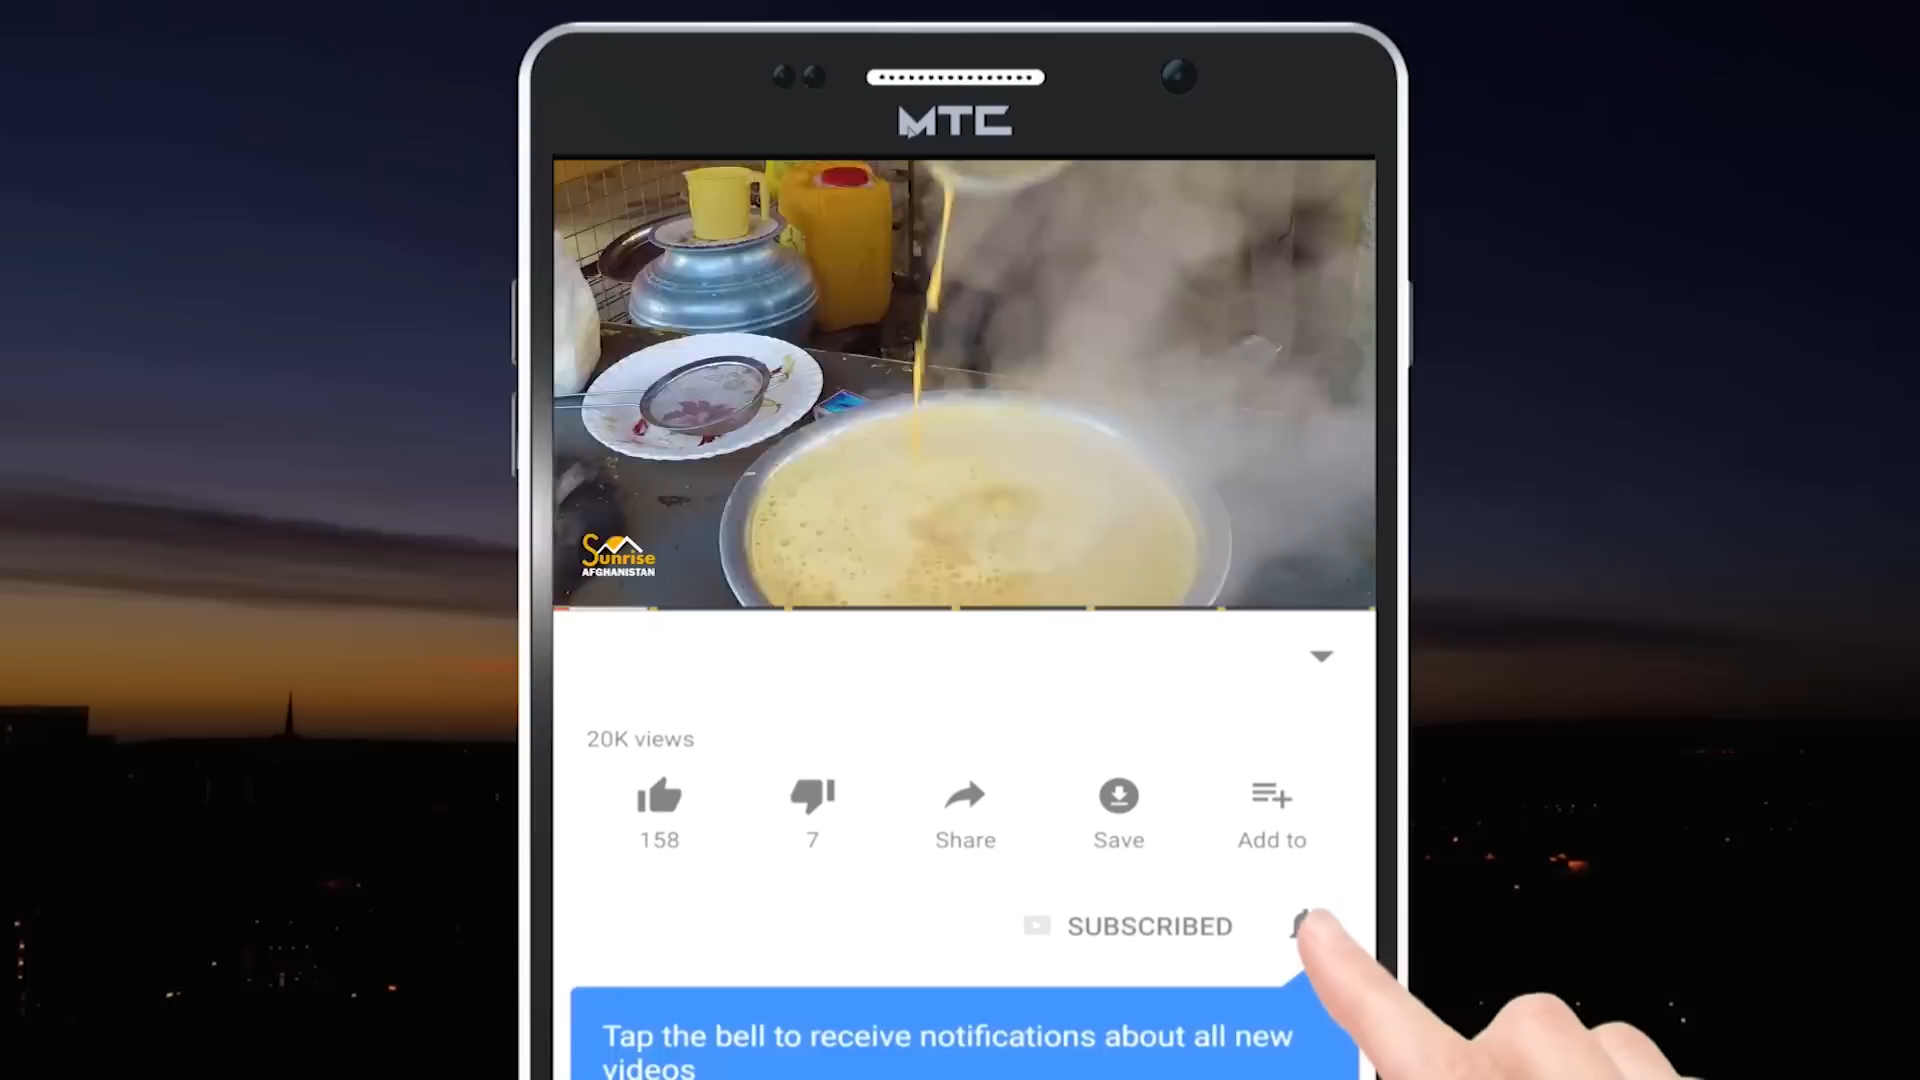 MTC
Sunrise
AFGHANISTAN
20K views
158
7
Share
Save
Add to
SUBSCRIBED
Tap the bell to receive notifications about all new
videos